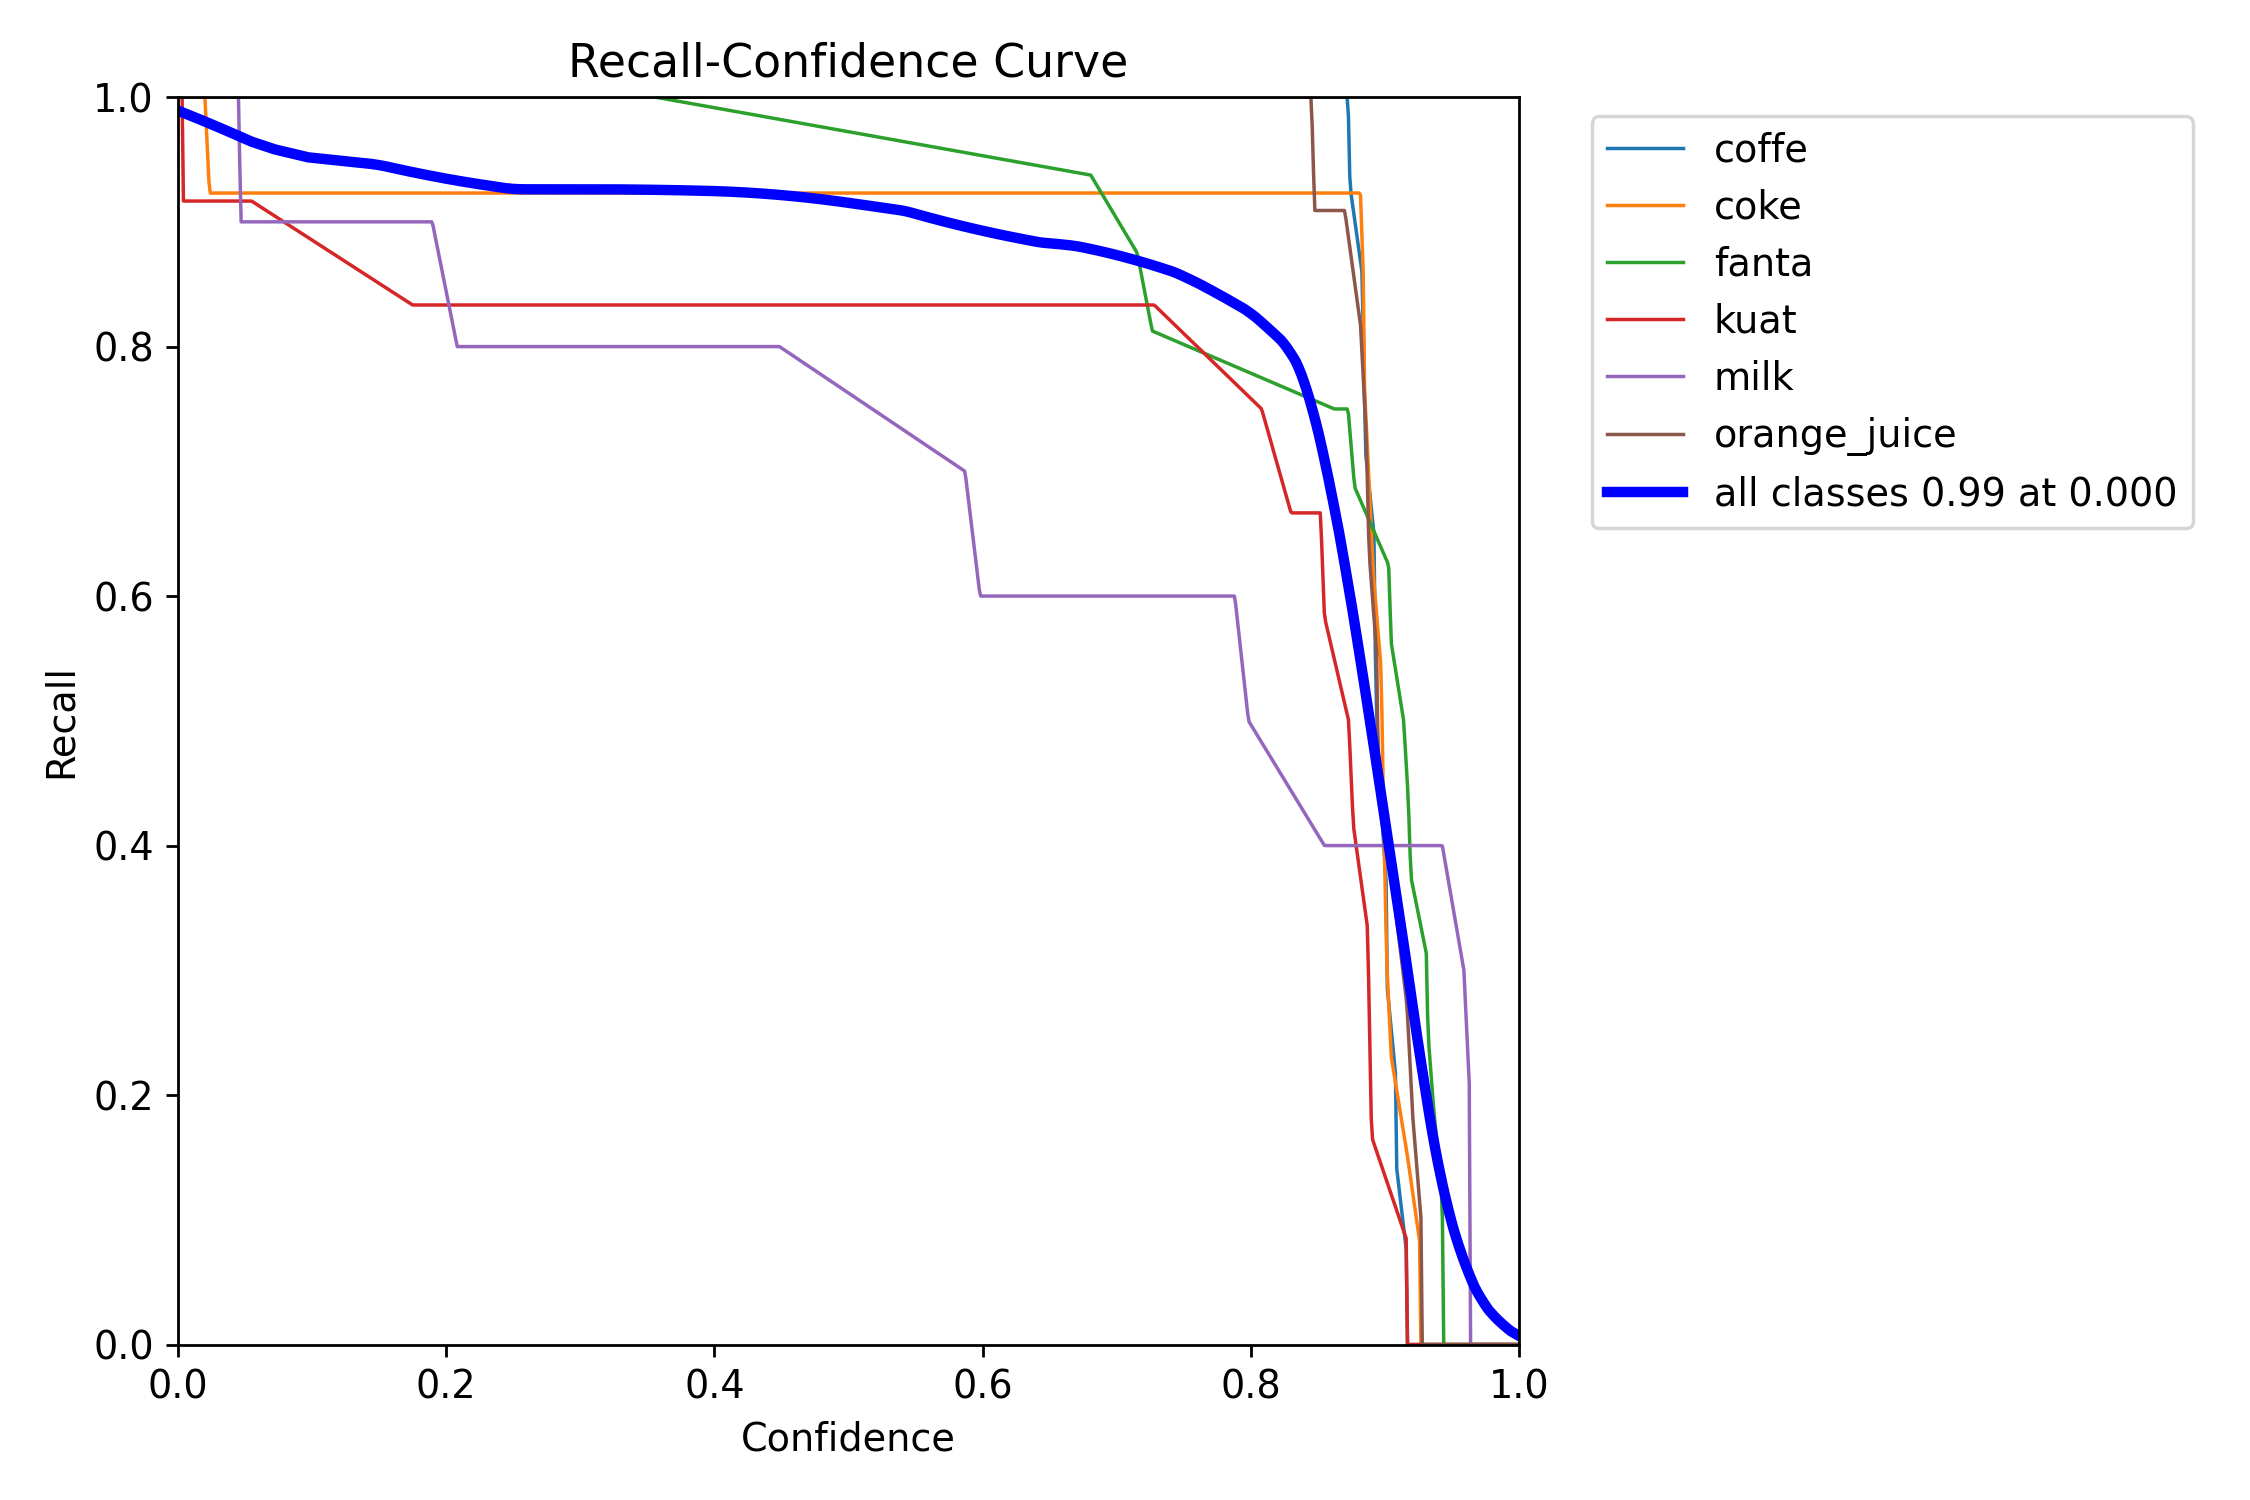 Recall-Confidence Curve
1.0
0.8
0.6
0.4
0.2
0.0
Recall
0.0 0.2 0.4 0.6 0.8 1.0
Confidence
coffe
coke
fanta
kuat
milk
orange_juice
all classes 0.99 at 0.000